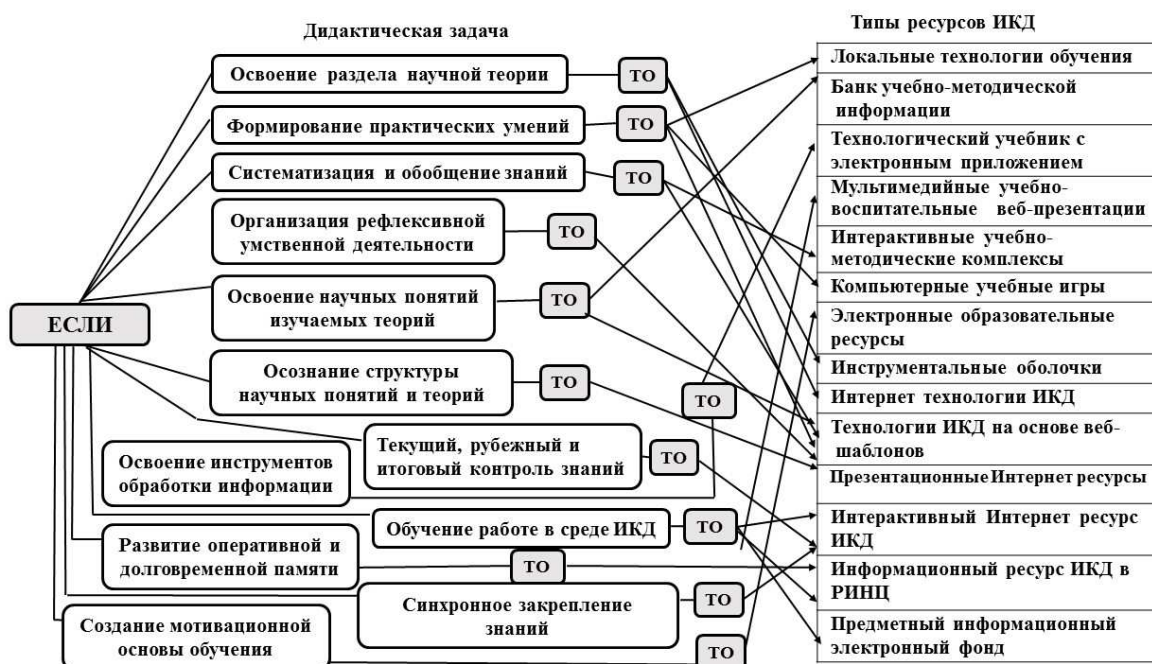 Типы ресурсов ИКД
Дидактическая задача
Освоение раздела научной теории
ТО
Формирование практических умений
ТО
Систематизация и обобщение знаний
ТО
Организация рефлексивной
умственной деятельности
ТО
Освоение научных понятий
изучаемых теорий
ТО
ЕСЛИ
Осознание структуры
научных понятий и теорий
ТО
ТО
Текущий, рубежный и
итоговый контроль знаний
ТО
Освоение инструментов
обработки информации
Обучение работе в среде ИКД
ТО
Развитие оперативной и
долговременной памяти
ТО
Синхронное закрепление
знаний
ТО
Создание мотивационной
основы обучения
ТО
Локальные технологии обучения
Банк учебно-методической
информации
Технологический учебник с
электронным приложением
Мультимедийные учебно-
воспитательные веб-презентации
Интерактивные учебно-
методические комплексы
Компьютерные учебные игры
Электронные образовательные
ресурсы
Инструментальные оболочки
Интернет технологии ИКД
Технологии ИКД на основе веб-
шаблонов
Презентационные Интернет ресурсы
Интерактивный Интернет ресурс
ИКД
Информационный ресурс ИКД в
РИНЦ
Предметный информационный
электронный фонд